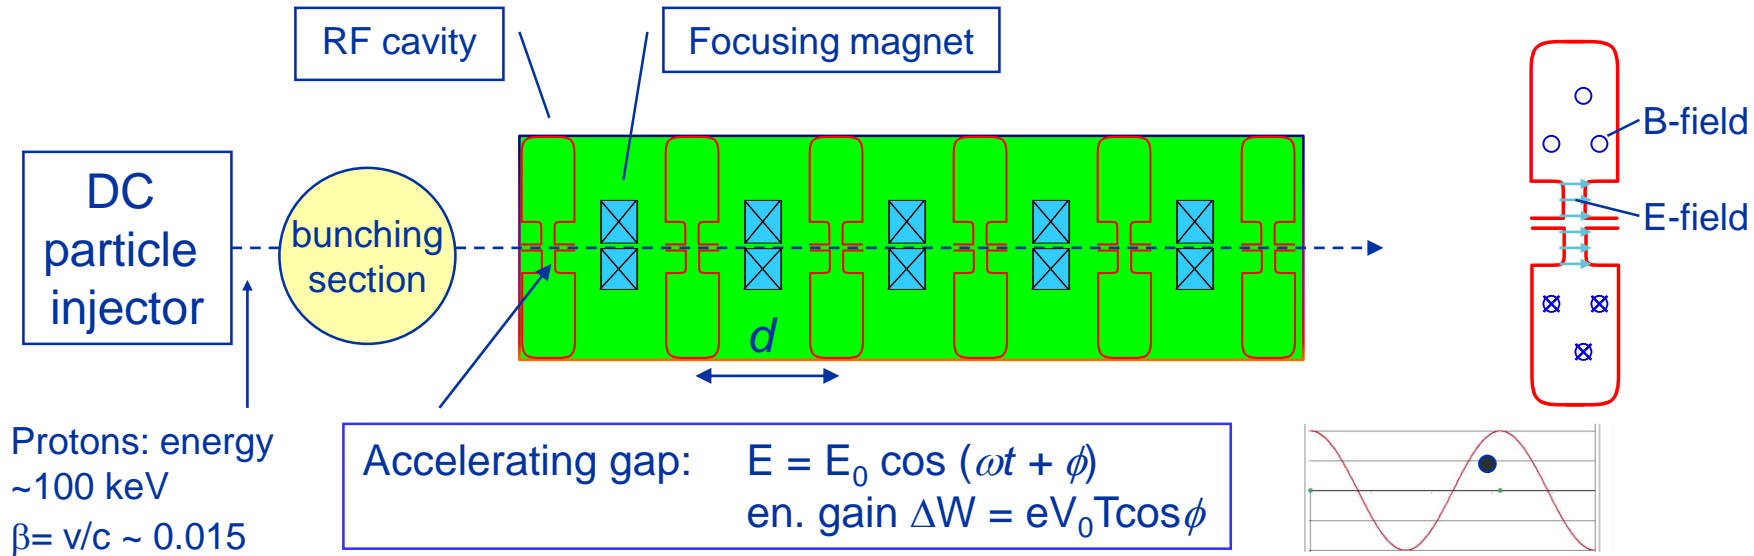 RF cavity
Focusing magnet
B-field
DC
particle
injector
bunching
section
E-field
d
Protons: energy
~100 keV
β= v/c ~ 0.015
Accelerating gap: E = E₀ cos (ωt + ϕ)
en. gain ΔW = eV₀Tcosϕ